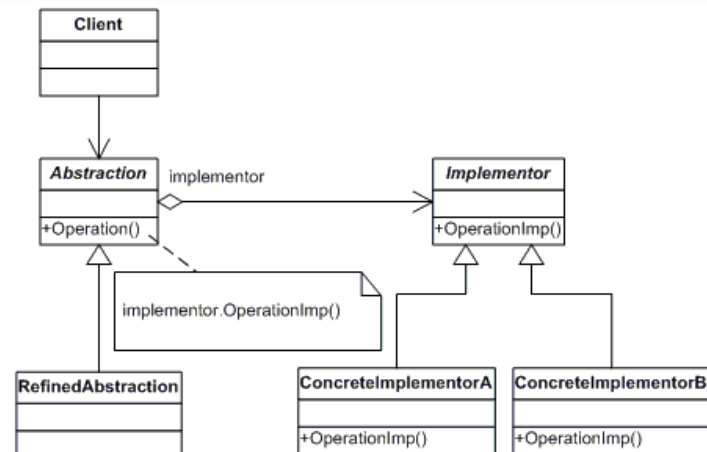 Client
Abstraction
implementor
Implementor
+Operation()
+OperationImp()
implementor.OperationImp()
RefinedAbstraction
ConcreteImplementorA
ConcreteImplementorB
+OperationImp()
+OperationImp()